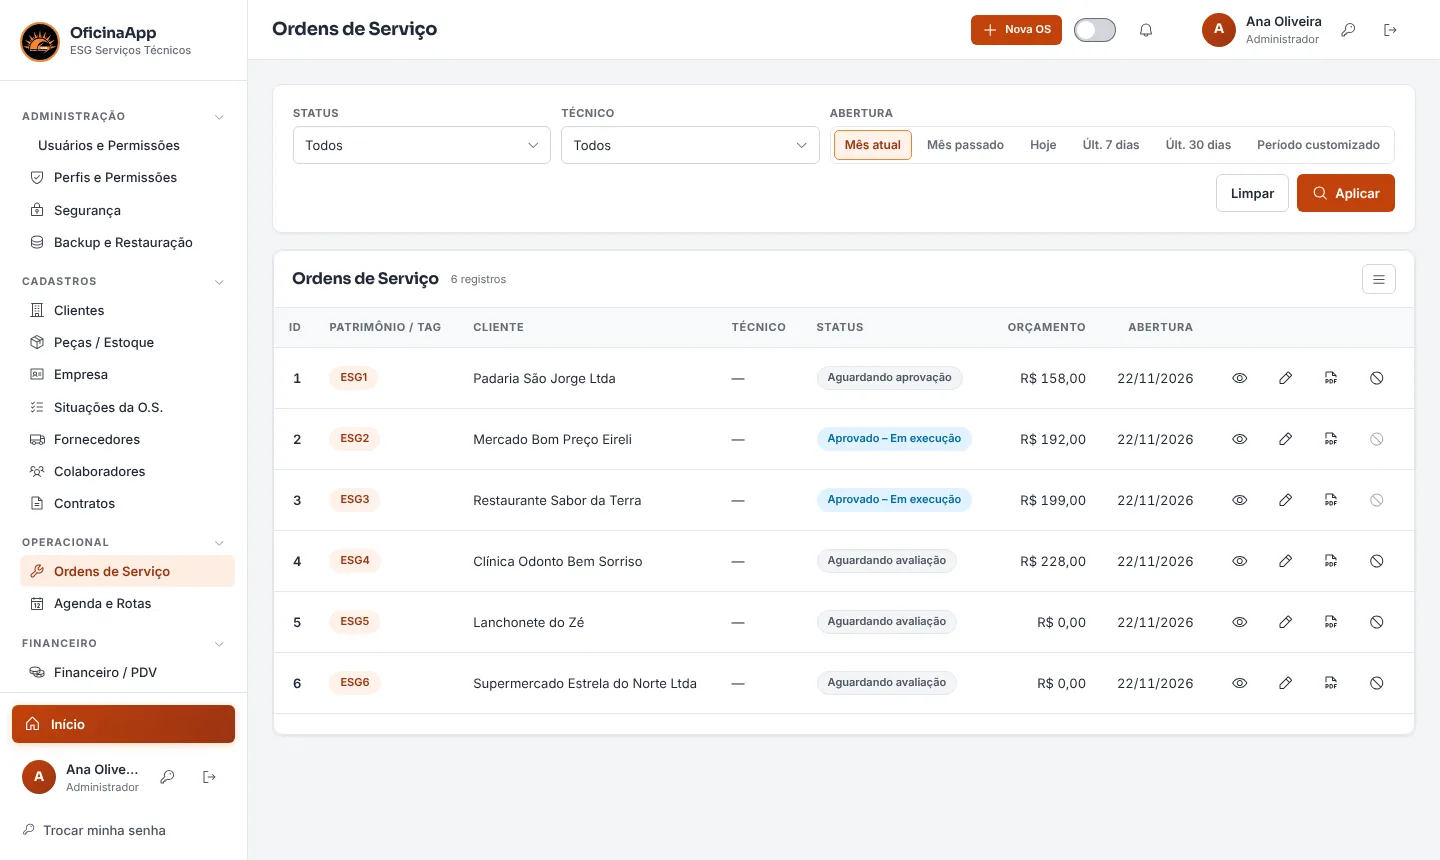 OficinaApp
ESG Serviços Técnicos
ADMINISTRAÇÃO
Usuários e Permissões
Perfis e Permissões
Segurança
Backup e Restauração
CADASTROS
Clientes
Peças / Estoque
Empresa
Situações da O.S.
Fornecedores
Colaboradores
Contratos
OPERACIONAL
Ordens de Serviço
Agenda e Rotas
FINANCEIRO
Financeiro / PDV
Início
A
Ana Olive...
Administrador
Trocar minha senha
Ordens de Serviço
Nova OS
A
Ana Oliveira
Administrador
STATUS TÉCNICO ABERTURA
Todos Todos Mês atual Mês passado Hoje Últ. 7 dias Últ. 30 dias Período customizado
Limpar Aplicar
Ordens de Serviço 6 registros
ID PATRIMÔNIO / TAG CLIENTE TÉCNICO STATUS ORÇAMENTO ABERTURA
1 ESG1 Padaria São Jorge Ltda — Aguardando aprovação R$ 158,00 22/11/2026 PDF
2 ESG2 Mercado Bom Preço Eireli — Aprovado – Em execução R$ 192,00 22/11/2026 PDF
3 ESG3 Restaurante Sabor da Terra — Aprovado – Em execução R$ 199,00 22/11/2026 PDF
4 ESG4 Clínica Odonto Bem Sorriso — Aguardando avaliação R$ 228,00 22/11/2026 PDF
5 ESG5 Lanchonete do Zé — Aguardando avaliação R$ 0,00 22/11/2026 PDF
6 ESG6 Supermercado Estrela do Norte Ltda — Aguardando avaliação R$ 0,00 22/11/2026 PDF